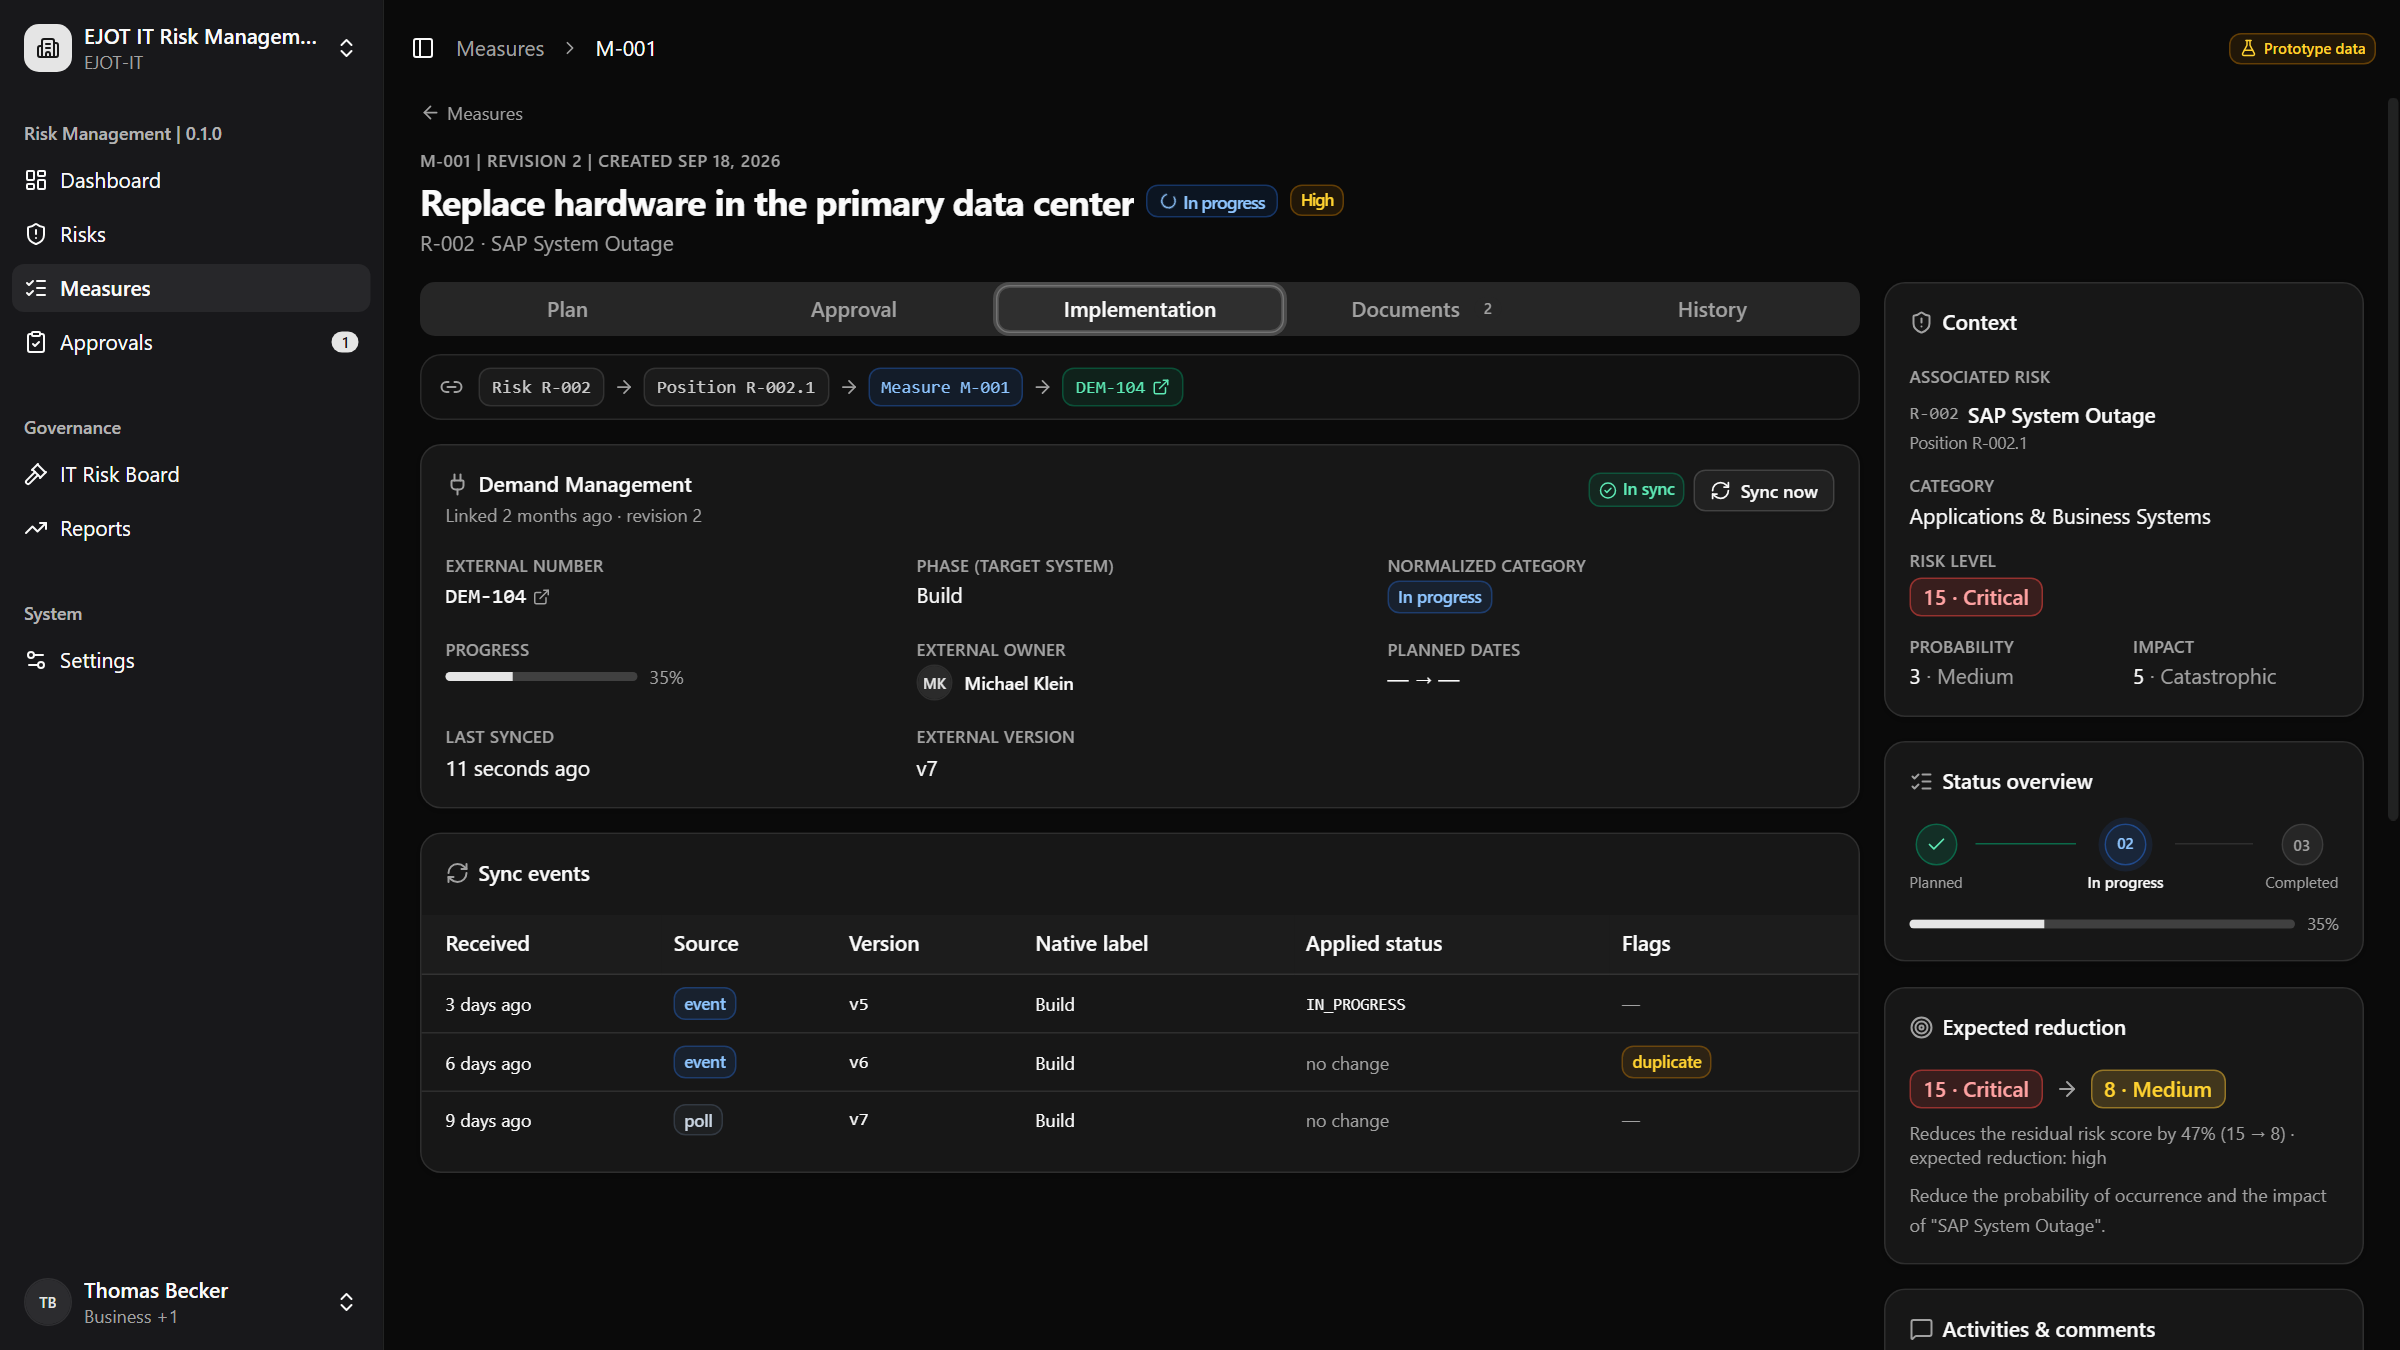 EJOT IT Risk Managem...
EJOT-IT
Risk Management | 0.1.0
Dashboard
Risks
Measures
Approvals 1
Governance
IT Risk Board
Reports
System
Settings
TB Thomas Becker
Business +1
Measures > M-001
Prototype data
← Measures
M-001 | REVISION 2 | CREATED SEP 18, 2026
Replace hardware in the primary data center In progress High
R-002 · SAP System Outage
Plan Approval Implementation Documents 2 History
Risk R-002 → Position R-002.1 → Measure M-001 → DEM-104
Demand Management In sync Sync now
Linked 2 months ago · revision 2
EXTERNAL NUMBER PHASE (TARGET SYSTEM) NORMALIZED CATEGORY
DEM-104 Build In progress
PROGRESS EXTERNAL OWNER PLANNED DATES
35% MK Michael Klein — → —
LAST SYNCED EXTERNAL VERSION
11 seconds ago v7
Sync events
Received Source Version Native label Applied status Flags
3 days ago event v5 Build IN_PROGRESS —
6 days ago event v6 Build no change duplicate
9 days ago poll v7 Build no change —
Context
ASSOCIATED RISK
R-002 SAP System Outage
Position R-002.1
CATEGORY
Applications & Business Systems
RISK LEVEL
15 · Critical
PROBABILITY IMPACT
3 · Medium 5 · Catastrophic
Status overview
02 03
Planned In progress Completed
35%
Expected reduction
15 · Critical → 8 · Medium
Reduces the residual risk score by 47% (15 → 8) ·
expected reduction: high
Reduce the probability of occurrence and the impact
of "SAP System Outage".
Activities & comments